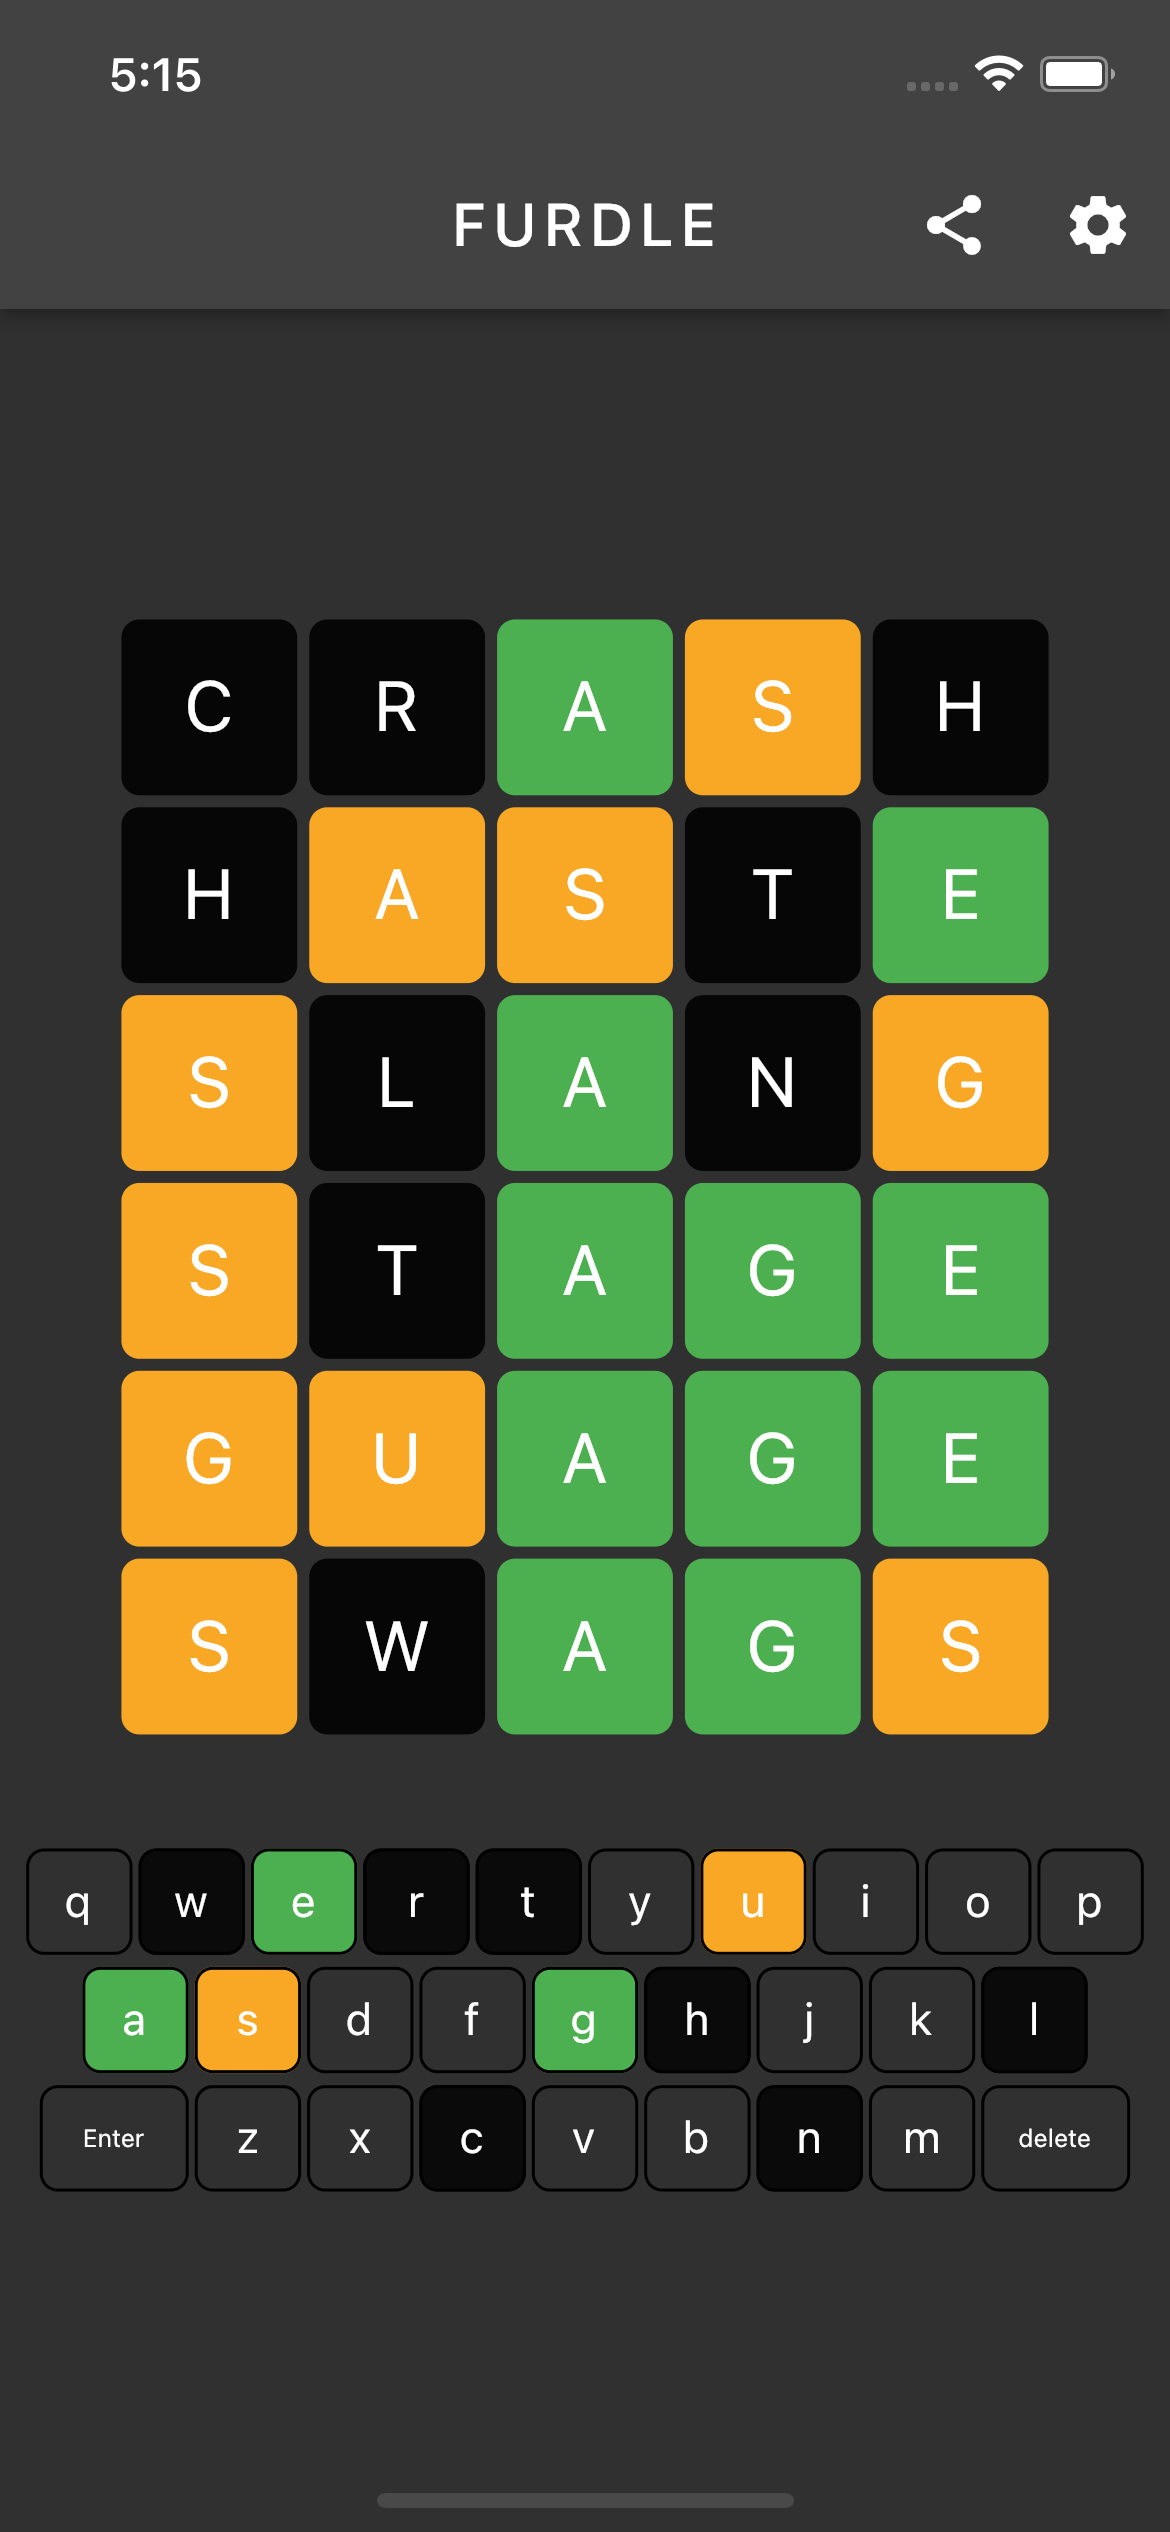 5:15
FURDLE
C R A S H
H A S T E
S L A N G
S T A G E
G U A G E
S W A G S
q w e r t y u i o p
a s d f g h j k l
Enter z x c v b n m delete